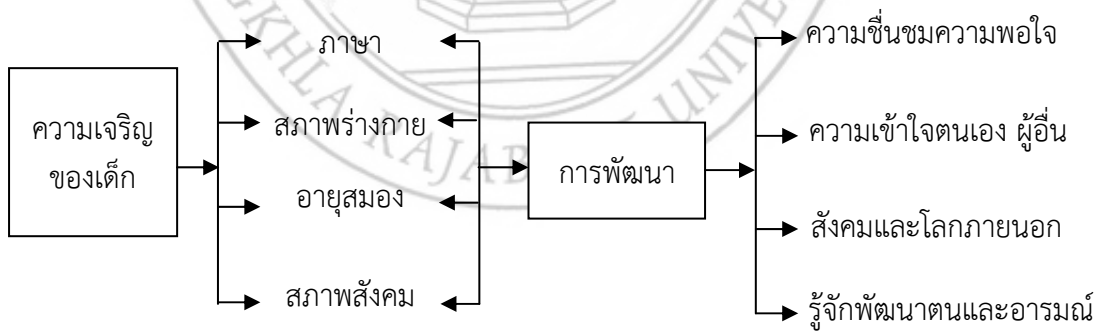 ความเจริญ
ของเด็ก
ภาษา
สภาพร่างกาย
อายุสมอง
สภาพสังคม
การพัฒนา
ความชื่นชมความพอใจ
ความเข้าใจตนเอง ผู้อื่น
สังคมและโลกภายนอก
รู้จักพัฒนาตนและอารมณ์